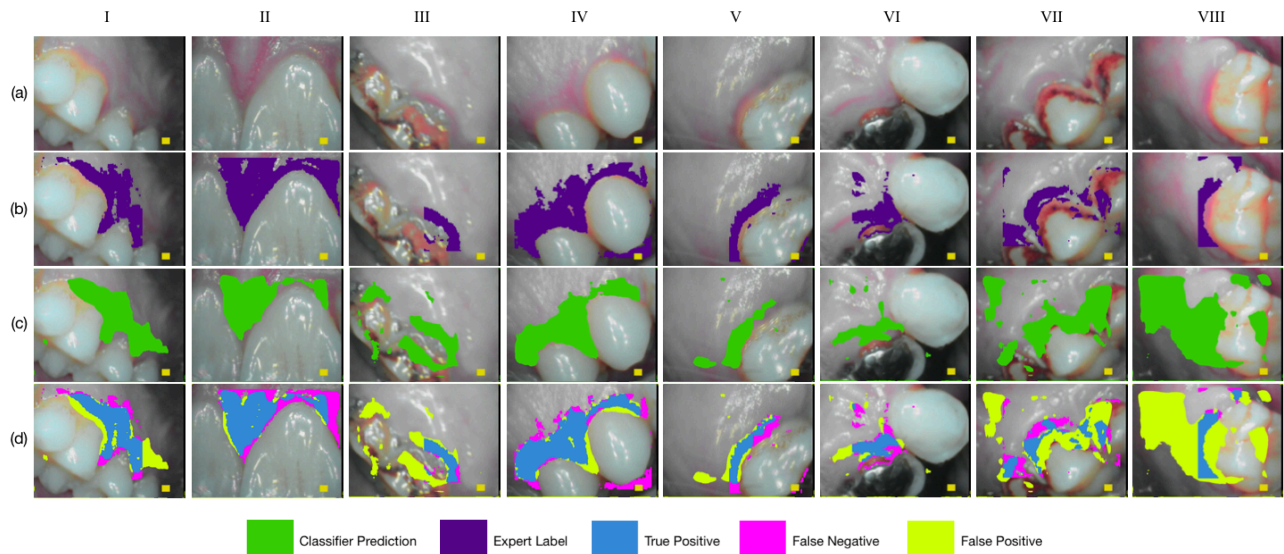 I II III IV V VI VII VIII
(a)
(b)
(c)
(d)
Classifier Prediction Expert Label True Positive False Negative False Positive